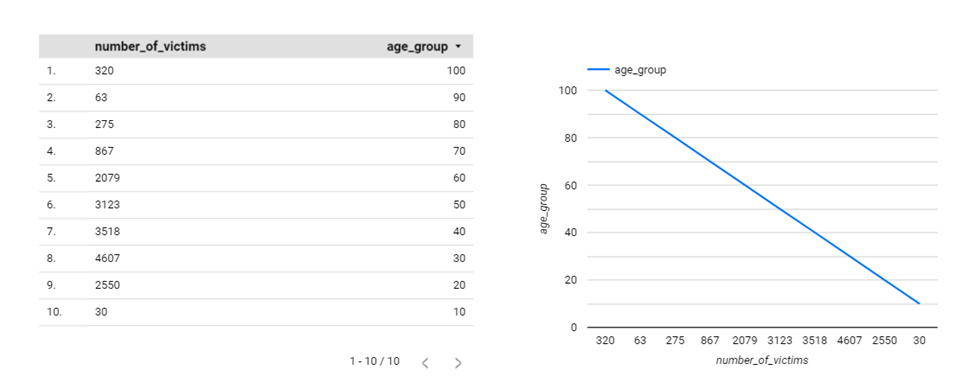 number_of_victims age_group
1. 320 100
2. 63 90
3. 275 80
4. 867 70
5. 2079 60
6. 3123 50
7. 3518 40
8. 4607 30
9. 2550 20
10. 30 10
1 - 10 / 10
age_group
100
80
60
40
20
0
age_group
320 63 275 867 2079 3123 3518 4607 2550 30
number_of_victims